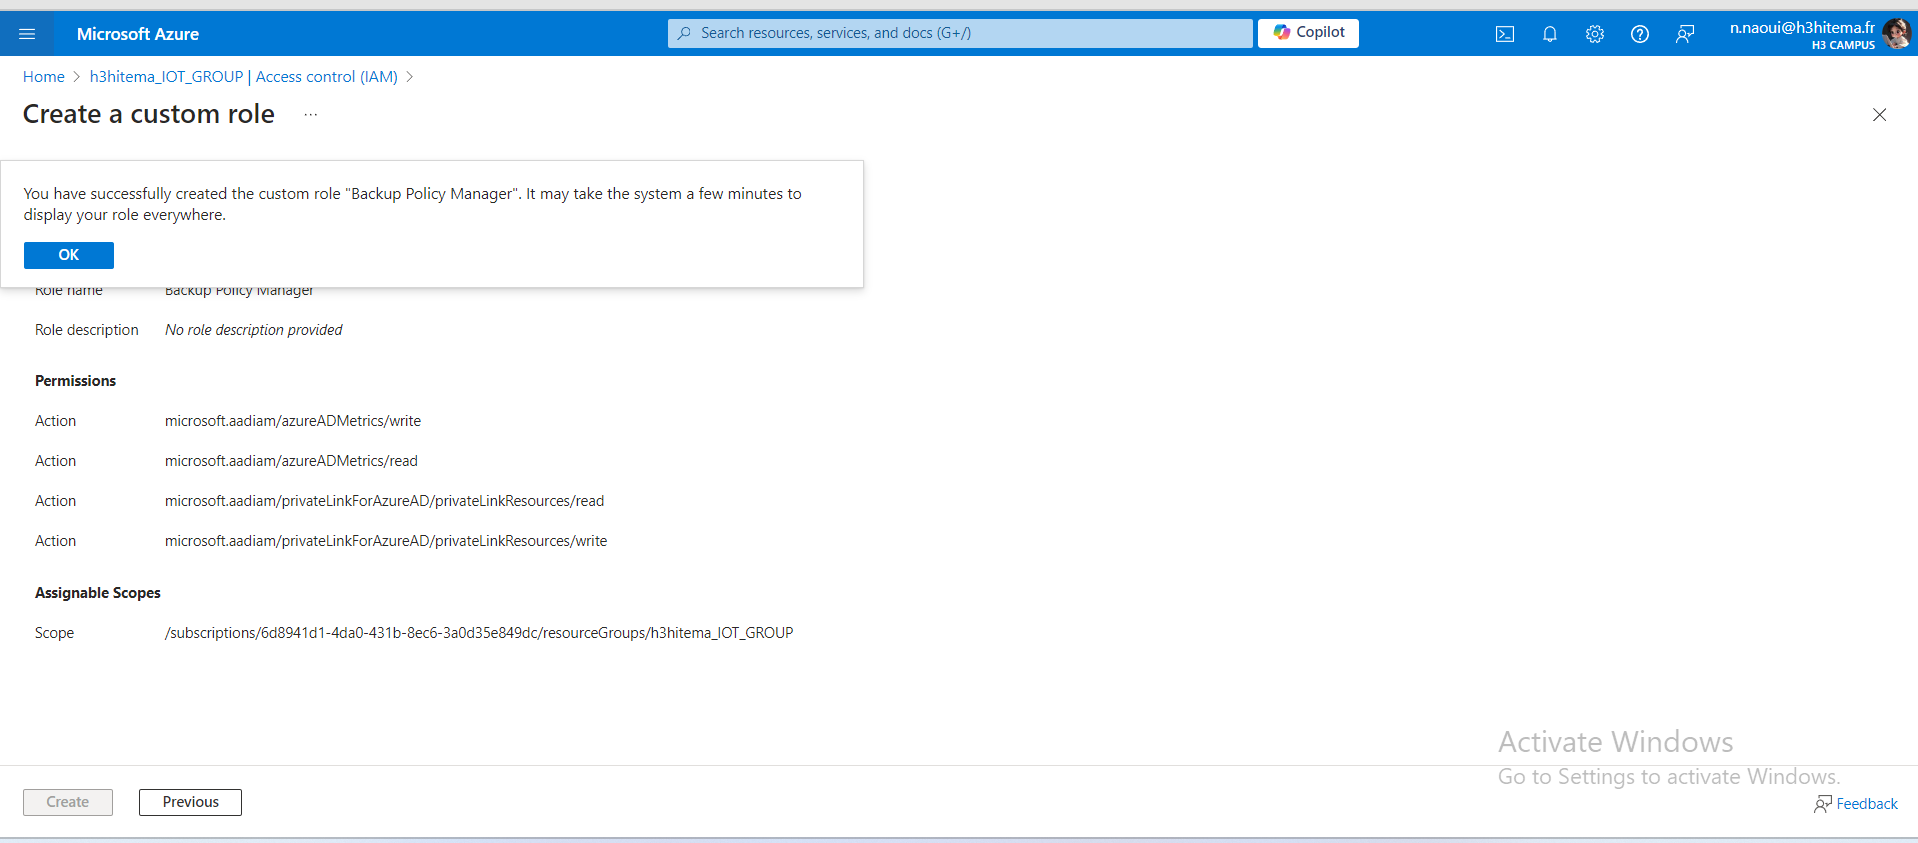 Microsoft Azure
Search resources, services, and docs (G+/)
Copilot
n.naoui@h3hitema.fr
H3 CAMPUS
Home > h3hitema_IOT_GROUP | Access control (IAM) >
Create a custom role ...
You have successfully created the custom role "Backup Policy Manager". It may take the system a few minutes to
display your role everywhere.
OK
Role name Backup Policy Manager
Role description No role description provided
Permissions
Action microsoft.aadiam/azureADMetrics/write
Action microsoft.aadiam/azureADMetrics/read
Action microsoft.aadiam/privateLinkForAzureAD/privateLinkResources/read
Action microsoft.aadiam/privateLinkForAzureAD/privateLinkResources/write
Assignable Scopes
Scope /subscriptions/6d8941d1-4da0-431b-8ec6-3a0d35e849dc/resourceGroups/h3hitema_IOT_GROUP
Activate Windows
Go to Settings to activate Windows.
Create
Previous
Feedback